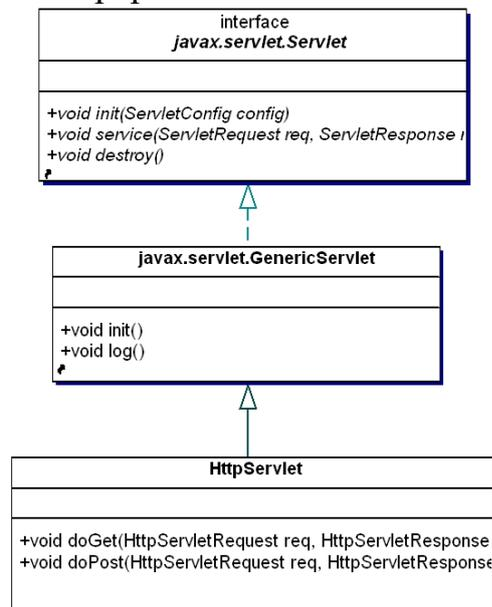 interface
javax.servlet.Servlet
+void init(ServletConfig config)
+void service(ServletRequest req, ServletResponse
+void destroy()
javax.servlet.GenericServlet
+void init()
+void log()
HttpServlet
+void doGet(HttpServletRequest req, HttpServletResponse
+void doPost(HttpServletRequest req, HttpServletResponse